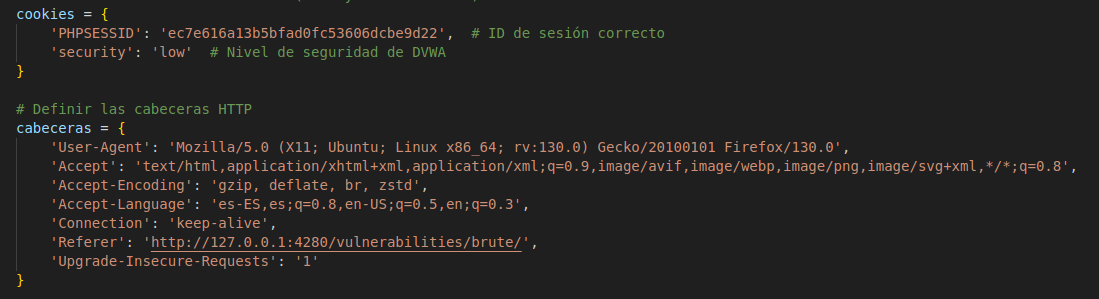 cookies = {
    'PHPSESSID': 'ec7e616a13b5bfad0fc53606dcbe9d22',  # ID de sesión correcto
    'security': 'low'  # Nivel de seguridad de DVWA
}

# Definir las cabeceras HTTP
cabeceras = {
    'User-Agent': 'Mozilla/5.0 (X11; Ubuntu; Linux x86_64; rv:130.0) Gecko/20100101 Firefox/130.0',
    'Accept': 'text/html,application/xhtml+xml,application/xml;q=0.9,image/avif,image/webp,image/png,image/svg+xml,*/*;q=0.8',
    'Accept-Encoding': 'gzip, deflate, br, zstd',
    'Accept-Language': 'es-ES,es;q=0.8,en-US;q=0.5,en;q=0.3',
    'Connection': 'keep-alive',
    'Referer': 'http://127.0.0.1:4280/vulnerabilities/brute/',
    'Upgrade-Insecure-Requests': '1'
}